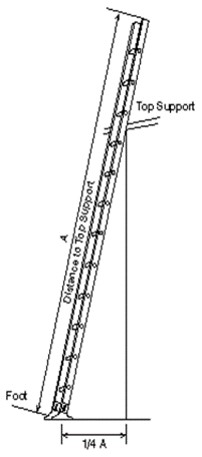 Top Support
A
Distance to Top Support
Foot
1/4 A